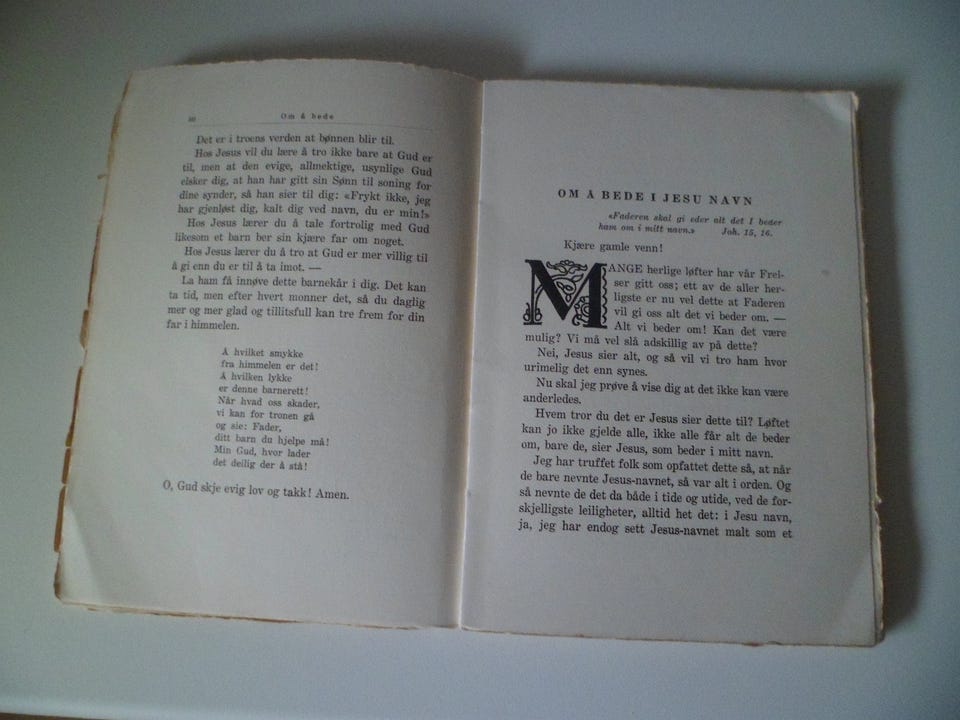 Om å bede
Det er i troens verden at bønnen blir til.
Hos Jesus vil du lære å tro ikke bare at Gud er
til, men at den evige, allmektige, usynlige Gud
elsker dig, at han har gitt sin Sønn til soning for
dine synder, så han sier til dig: «Frykt ikke, jeg
har gjenløst dig, kalt dig ved navn, du er min!»
Hos Jesus lærer du å tale fortrolig med Gud
likesom et barn ber sin kjære far om noget.
Hos Jesus lærer du å tro at Gud er mer villig til
å gi enn du er til å ta imot. —
La ham få innøve dette barnekår i dig. Det kan
ta tid, men efter hvert monner det, så du daglig
mer og mer glad og tillitsfull kan tre frem for din
far i himmelen.
Å hvilket smykke
fra himmelen er det!
Å hvilken lykke
er denne barnerett!
Når hvad oss skader,
vi kan for tronen gå
og sie: Fader,
ditt barn du hjelpe må!
Min Gud, hvor lader
det deilig der å stå!
O, Gud skje evig lov og takk! Amen.
OM Å BEDE I JESU NAVN
«Faderen skal gi eder alt det I beder
ham om i mitt navn.» Joh. 15, 16.
Kjære gamle venn!
MANGE herlige løfter har vår Frel-
ser gitt oss; ett av de aller her-
ligste er nu vel dette at Faderen
vil gi oss alt det vi beder om. —
Alt vi beder om! Kan det være
mulig? Vi må vel slå adskillig av på dette?
Nei, Jesus sier alt, og så vil vi tro ham hvor
urimelig det enn synes.
Nu skal jeg prøve å vise dig at det ikke kan være
anderledes.
Hvem tror du det er Jesus sier dette til? Løftet
kan jo ikke gjelde alle, ikke alle får alt de beder
om, bare de, sier Jesus, som beder i mitt navn.
Jeg har truffet folk som opfattet dette så, at når
de bare nevnte Jesus-navnet, så var alt i orden. Og
så nevnte de det da både i tide og utide, ved de for-
skjelligste leiligheter, alltid het det: i Jesu navn,
ja, jeg har endog sett Jesus-navnet malt som et